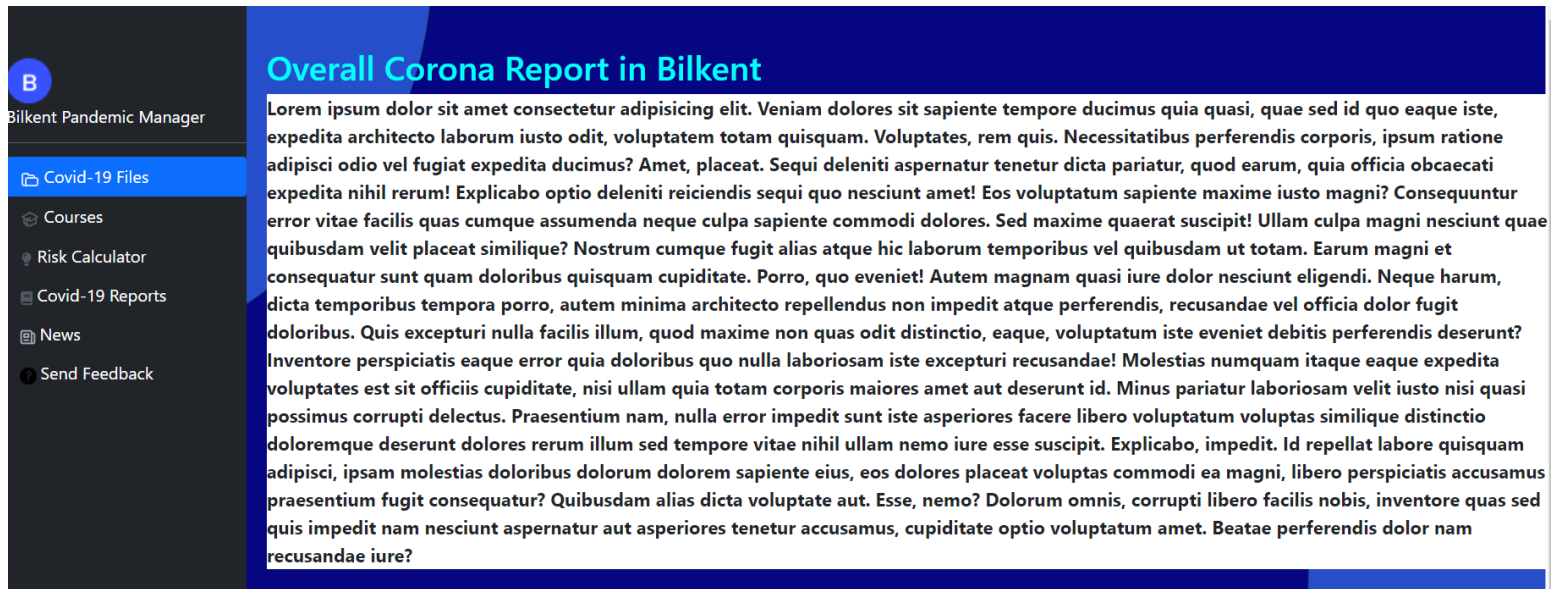 B
Bilkent Pandemic Manager
Covid-19 Files
Courses
Risk Calculator
Covid-19 Reports
News
? Send Feedback
Overall Corona Report in Bilkent
Lorem ipsum dolor sit amet consectetur adipisicing elit. Veniam dolores sit sapiente tempore ducimus quia quasi, quae sed id quo eaque iste,
expedita architecto laborum iusto odit, voluptatem totam quisquam. Voluptates, rem quis. Necessitatibus perferendis corporis, ipsum ratione
adipisci odio vel fugiat expedita ducimus? Amet, placeat. Sequi deleniti aspernatur tenetur dicta pariatur, quod earum, quia officia obcaecati
expedita nihil rerum! Explicabo optio deleniti reiciendis sequi quo nesciunt amet! Eos voluptatum sapiente maxime iusto magni? Consequuntur
error vitae facilis quas cumque assumenda neque culpa sapiente commodi dolores. Sed maxime quaerat suscipit! Ullam culpa magni nesciunt quae
quibusdam velit placeat similique? Nostrum cumque fugit alias atque hic laborum temporibus vel quibusdam ut totam. Earum magni et
consequatur sunt quam doloribus quisquam cupiditate. Porro, quo eveniet! Autem magnam quasi iure dolor nesciunt eligendi. Neque harum,
dicta temporibus tempora porro, autem minima architecto repellendus non impedit atque perferendis, recusandae vel officia dolor fugit
doloribus. Quis excepturi nulla facilis illum, quod maxime non quas odit distinctio, eaque, voluptatum iste eveniet debitis perferendis deserunt?
Inventore perspiciatis eaque error quia doloribus quo nulla laboriosam iste excepturi recusandae! Molestias numquam itaque eaque expedita
voluptates est sit officiis cupiditate, nisi ullam quia totam corporis maiores amet aut deserunt id. Minus pariatur laboriosam velit iusto nisi quasi
possimus corrupti delectus. Praesentium nam, nulla error impedit sunt iste asperiores facere libero voluptatum voluptas similique distinctio
doloremque deserunt dolores rerum illum sed tempore vitae nihil ullam nemo iure esse suscipit. Explicabo, impedit. Id repellat labore quisquam
adipisci, ipsam molestias doloribus dolorum dolorem sapiente eius, eos dolores placeat voluptas commodi ea magni, libero perspiciatis accusamus
praesentium fugit consequatur? Quibusdam alias dicta voluptate aut. Esse, nemo? Dolorum omnis, corrupti libero facilis nobis, inventore quas sed
quis impedit nam nesciunt aspernatur aut asperiores tenetur accusamus, cupiditate optio voluptatum amet. Beatae perferendis dolor nam
recusandae iure?